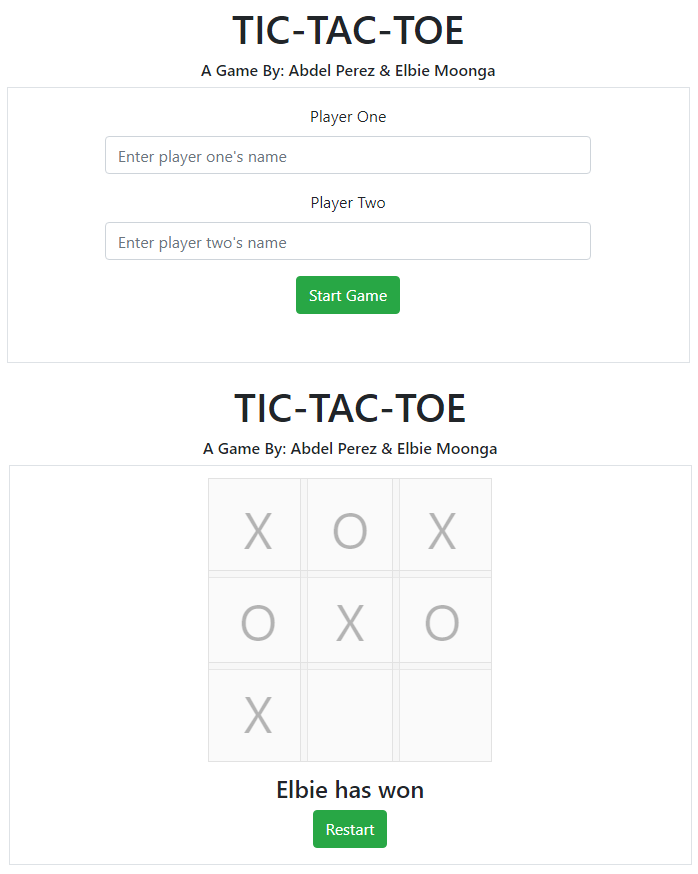 TIC-TAC-TOE
A Game By: Abdel Perez & Elbie Moonga
Player One
Enter player one's name
Player Two
Enter player two's name
Start Game
TIC-TAC-TOE
A Game By: Abdel Perez & Elbie Moonga
X O X
O X O
X
Elbie has won
Restart